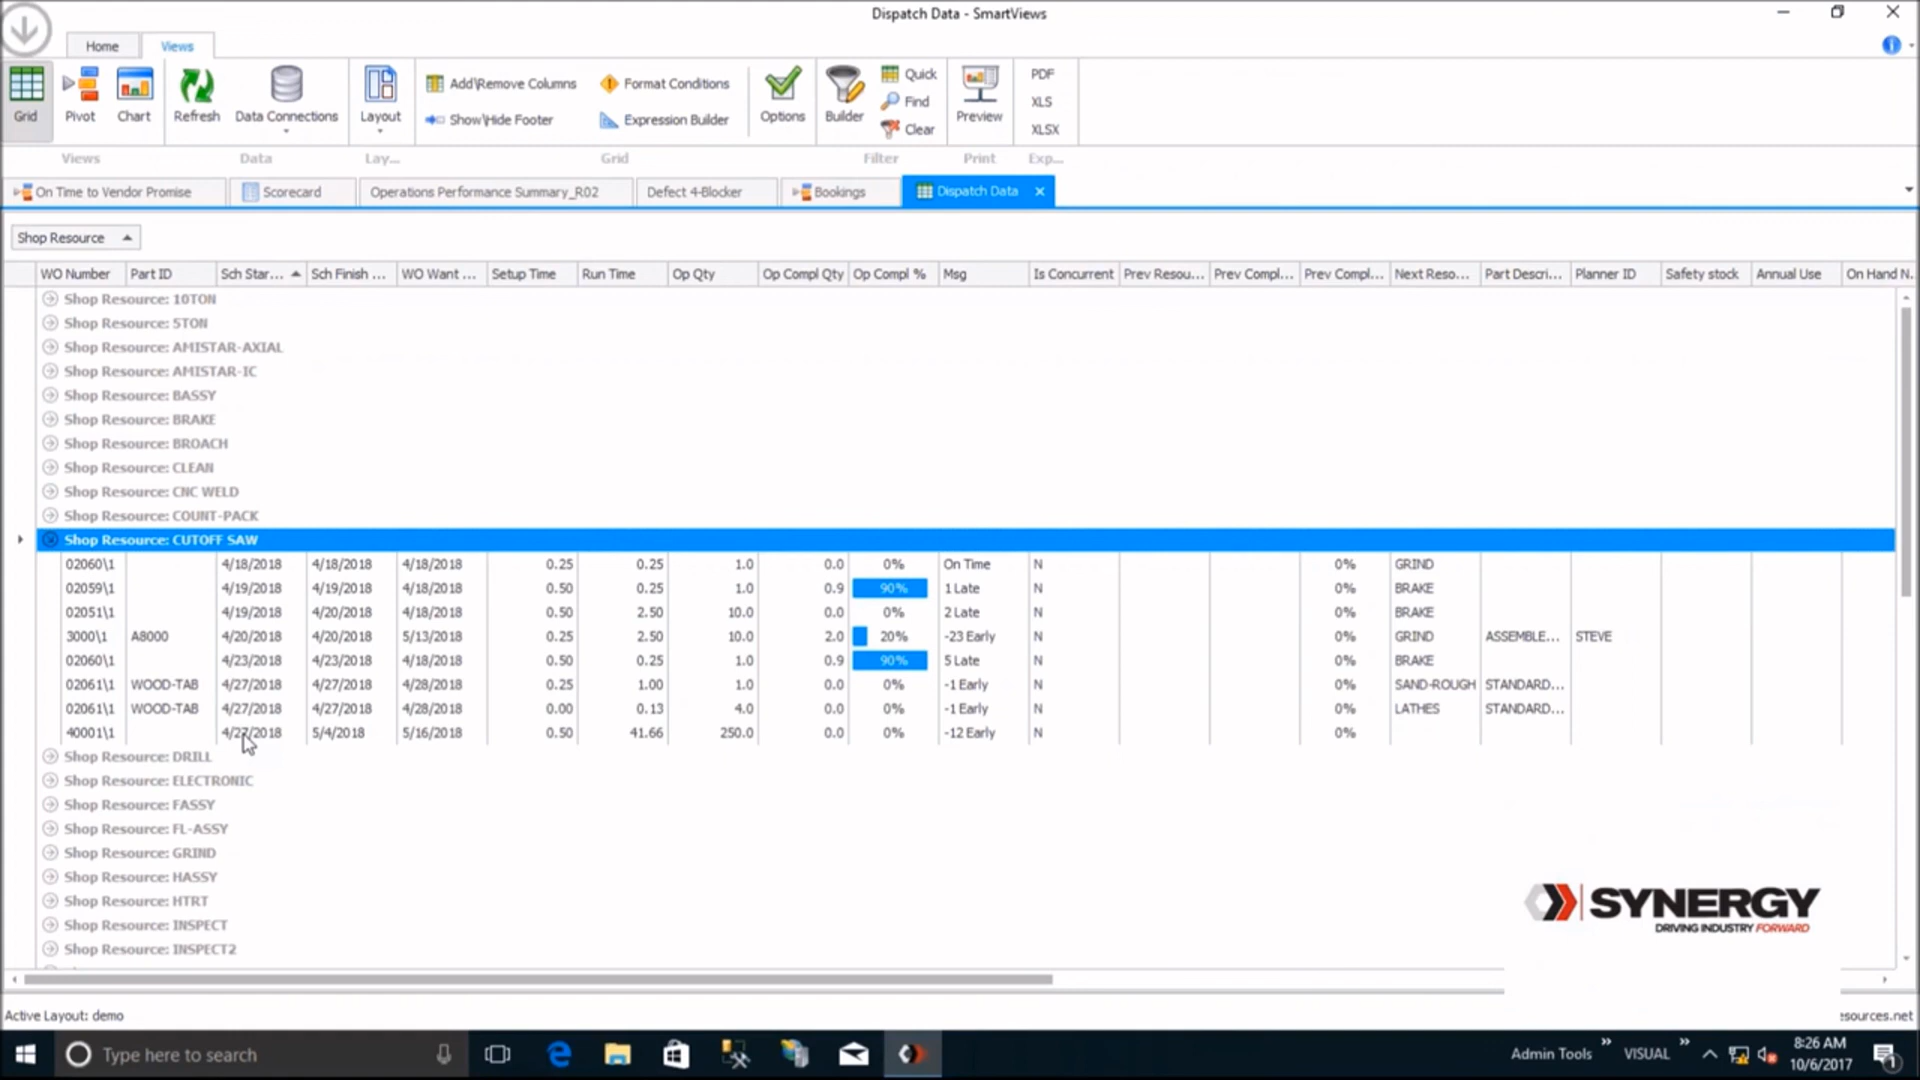 Dispatch Data - SmartViews
Home Views
Grid Pivot Chart Refresh Data Connections Layout Add\Remove Columns Format Conditions Options Builder Quick Preview PDF
Find XLS
Show\Hide Footer Expression Builder Clear XLSX
Views Data Lay... Grid Filter Print Exp...
On Time to Vendor Promise Scorecard Operations Performance Summary_R02 Defect 4-Blocker Bookings Dispatch Data
Shop Resource
WO Number Part ID Sch Star... Sch Finish ... WO Want ... Setup Time Run Time Op Qty Op Compl Qty Op Compl % Msg Is Concurrent Prev Resou... Prev Compl... Prev Compl... Next Reso... Part Descri... Planner ID Safety stock Annual Use On Hand N.
Shop Resource: 10TON
Shop Resource: 5TON
Shop Resource: AMISTAR-AXIAL
Shop Resource: AMISTAR-IC
Shop Resource: BASSY
Shop Resource: BRAKE
Shop Resource: BROACH
Shop Resource: CLEAN
Shop Resource: CNC WELD
Shop Resource: COUNT-PACK
Shop Resource: CUTOFF SAW
02060\1 4/18/2018 4/18/2018 4/18/2018 0.25 0.25 1.0 0.0 0% On Time N 0% GRIND
02059\1 4/19/2018 4/19/2018 4/18/2018 0.50 0.25 1.0 0.9 90% 1 Late N 0% BRAKE
02051\1 4/19/2018 4/20/2018 4/18/2018 0.50 2.50 10.0 0.0 0% 2 Late N 0% BRAKE
3000\1 A8000 4/20/2018 4/20/2018 5/13/2018 0.25 2.50 10.0 2.0 20% -23 Early N 0% GRIND ASSEMBLE... STEVE
02060\1 4/23/2018 4/23/2018 4/18/2018 0.50 0.25 1.0 0.9 90% 5 Late N 0% BRAKE
02061\1 WOOD-TAB 4/27/2018 4/27/2018 4/28/2018 0.25 1.00 1.0 0.0 0% -1 Early N 0% SAND-ROUGH STANDARD...
02061\1 WOOD-TAB 4/27/2018 4/27/2018 4/28/2018 0.00 0.13 4.0 0.0 0% -1 Early N 0% LATHES STANDARD...
40001\1 4/27/2018 5/4/2018 5/16/2018 0.50 41.66 250.0 0.0 0% -12 Early N 0%
Shop Resource: DRILL
Shop Resource: ELECTRONIC
Shop Resource: FASSY
Shop Resource: FL-ASSY
Shop Resource: GRIND
Shop Resource: HASSY
Shop Resource: HTRT
Shop Resource: INSPECT
Shop Resource: INSPECT2
SYNERGY
DRIVING INDUSTRY FORWARD
Active Layout: demo esources.net
Type here to search Admin Tools VISUAL 8:26 AM
10/6/2017 1